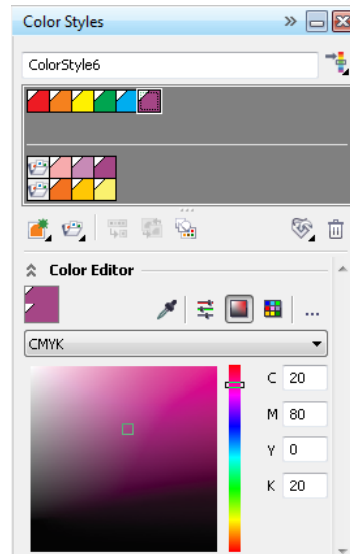 Color Styles
ColorStyle6
Color Editor
CMYK
C 20
M 80
Y 0
K 20